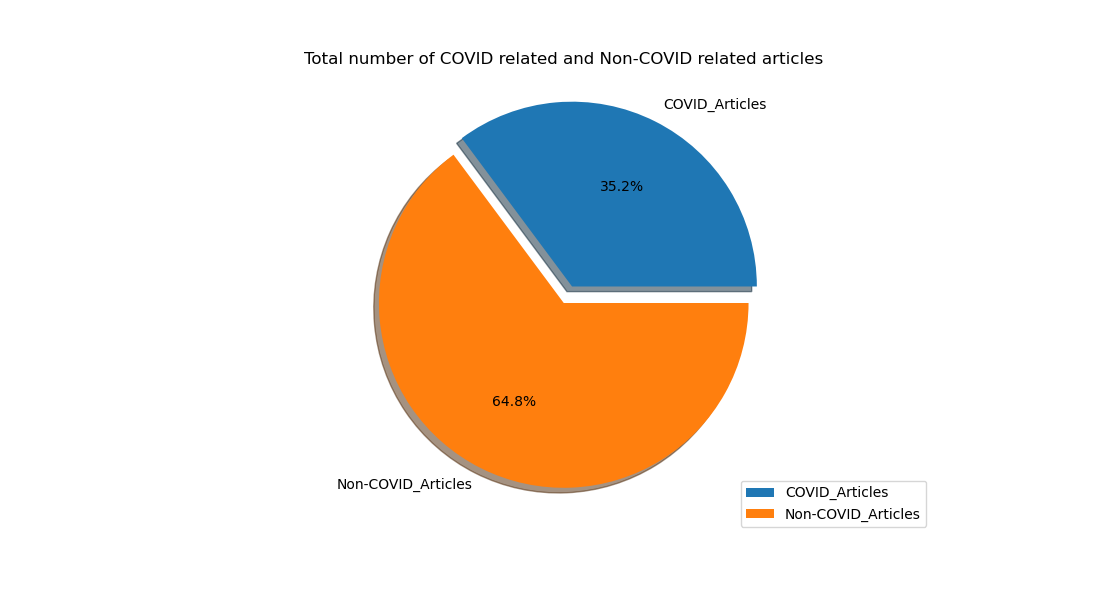 Total number of COVID related and Non-COVID related articles
COVID_Articles
35.2%
64.8%
Non-COVID_Articles
COVID_Articles
Non-COVID_Articles